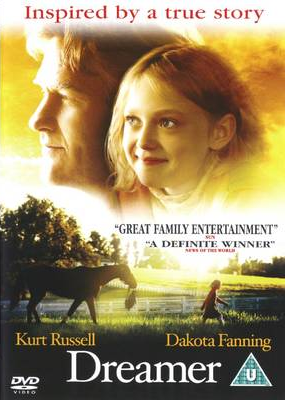 Inspired by a true story
"GREAT FAMILY ENTERTAINMENT"
SUN
"A DEFINITE WINNER"
NEWS OF THE WORLD
Kurt Russell Dakota Fanning
Dreamer
DVD
VIDEO
U